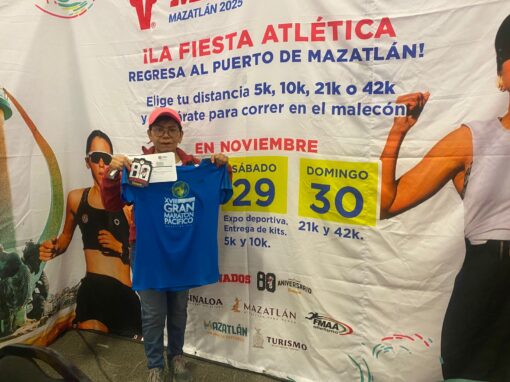 MAZATLÁN 2025
¡LA FIESTA ATLÉTICA
REGRESA AL PUERTO DE MAZATLÁN!
Elige tu distancia 5k, 10k, 21k o 42k
para correr en el malecón
EN NOVIEMBRE
SÁBADO
29
DOMINGO
30
Expo deportiva,
Entrega de kits.
5k y 10k.
21k y 42k.
GRAN
MARATÓN
PACÍFICO
80 ANIVERSARIO
SINALOA
MAZATLÁN
FMAA
MAZATLÁN
TURISMO